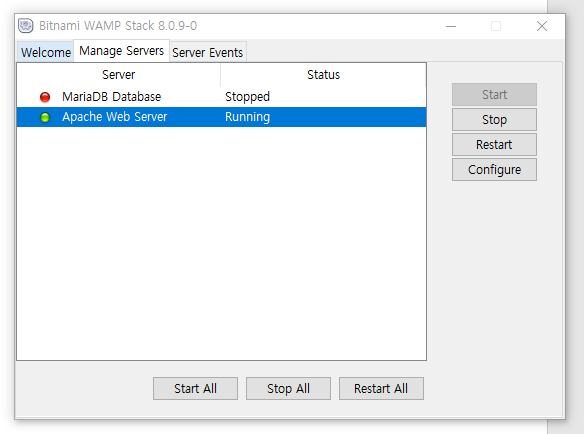 Bitnami WAMP Stack 8.0.9-0
Welcome Manage Servers Server Events
Server Status
MariaDB Database Stopped
Apache Web Server Running
Start
Stop
Restart
Configure
Start All Stop All Restart All